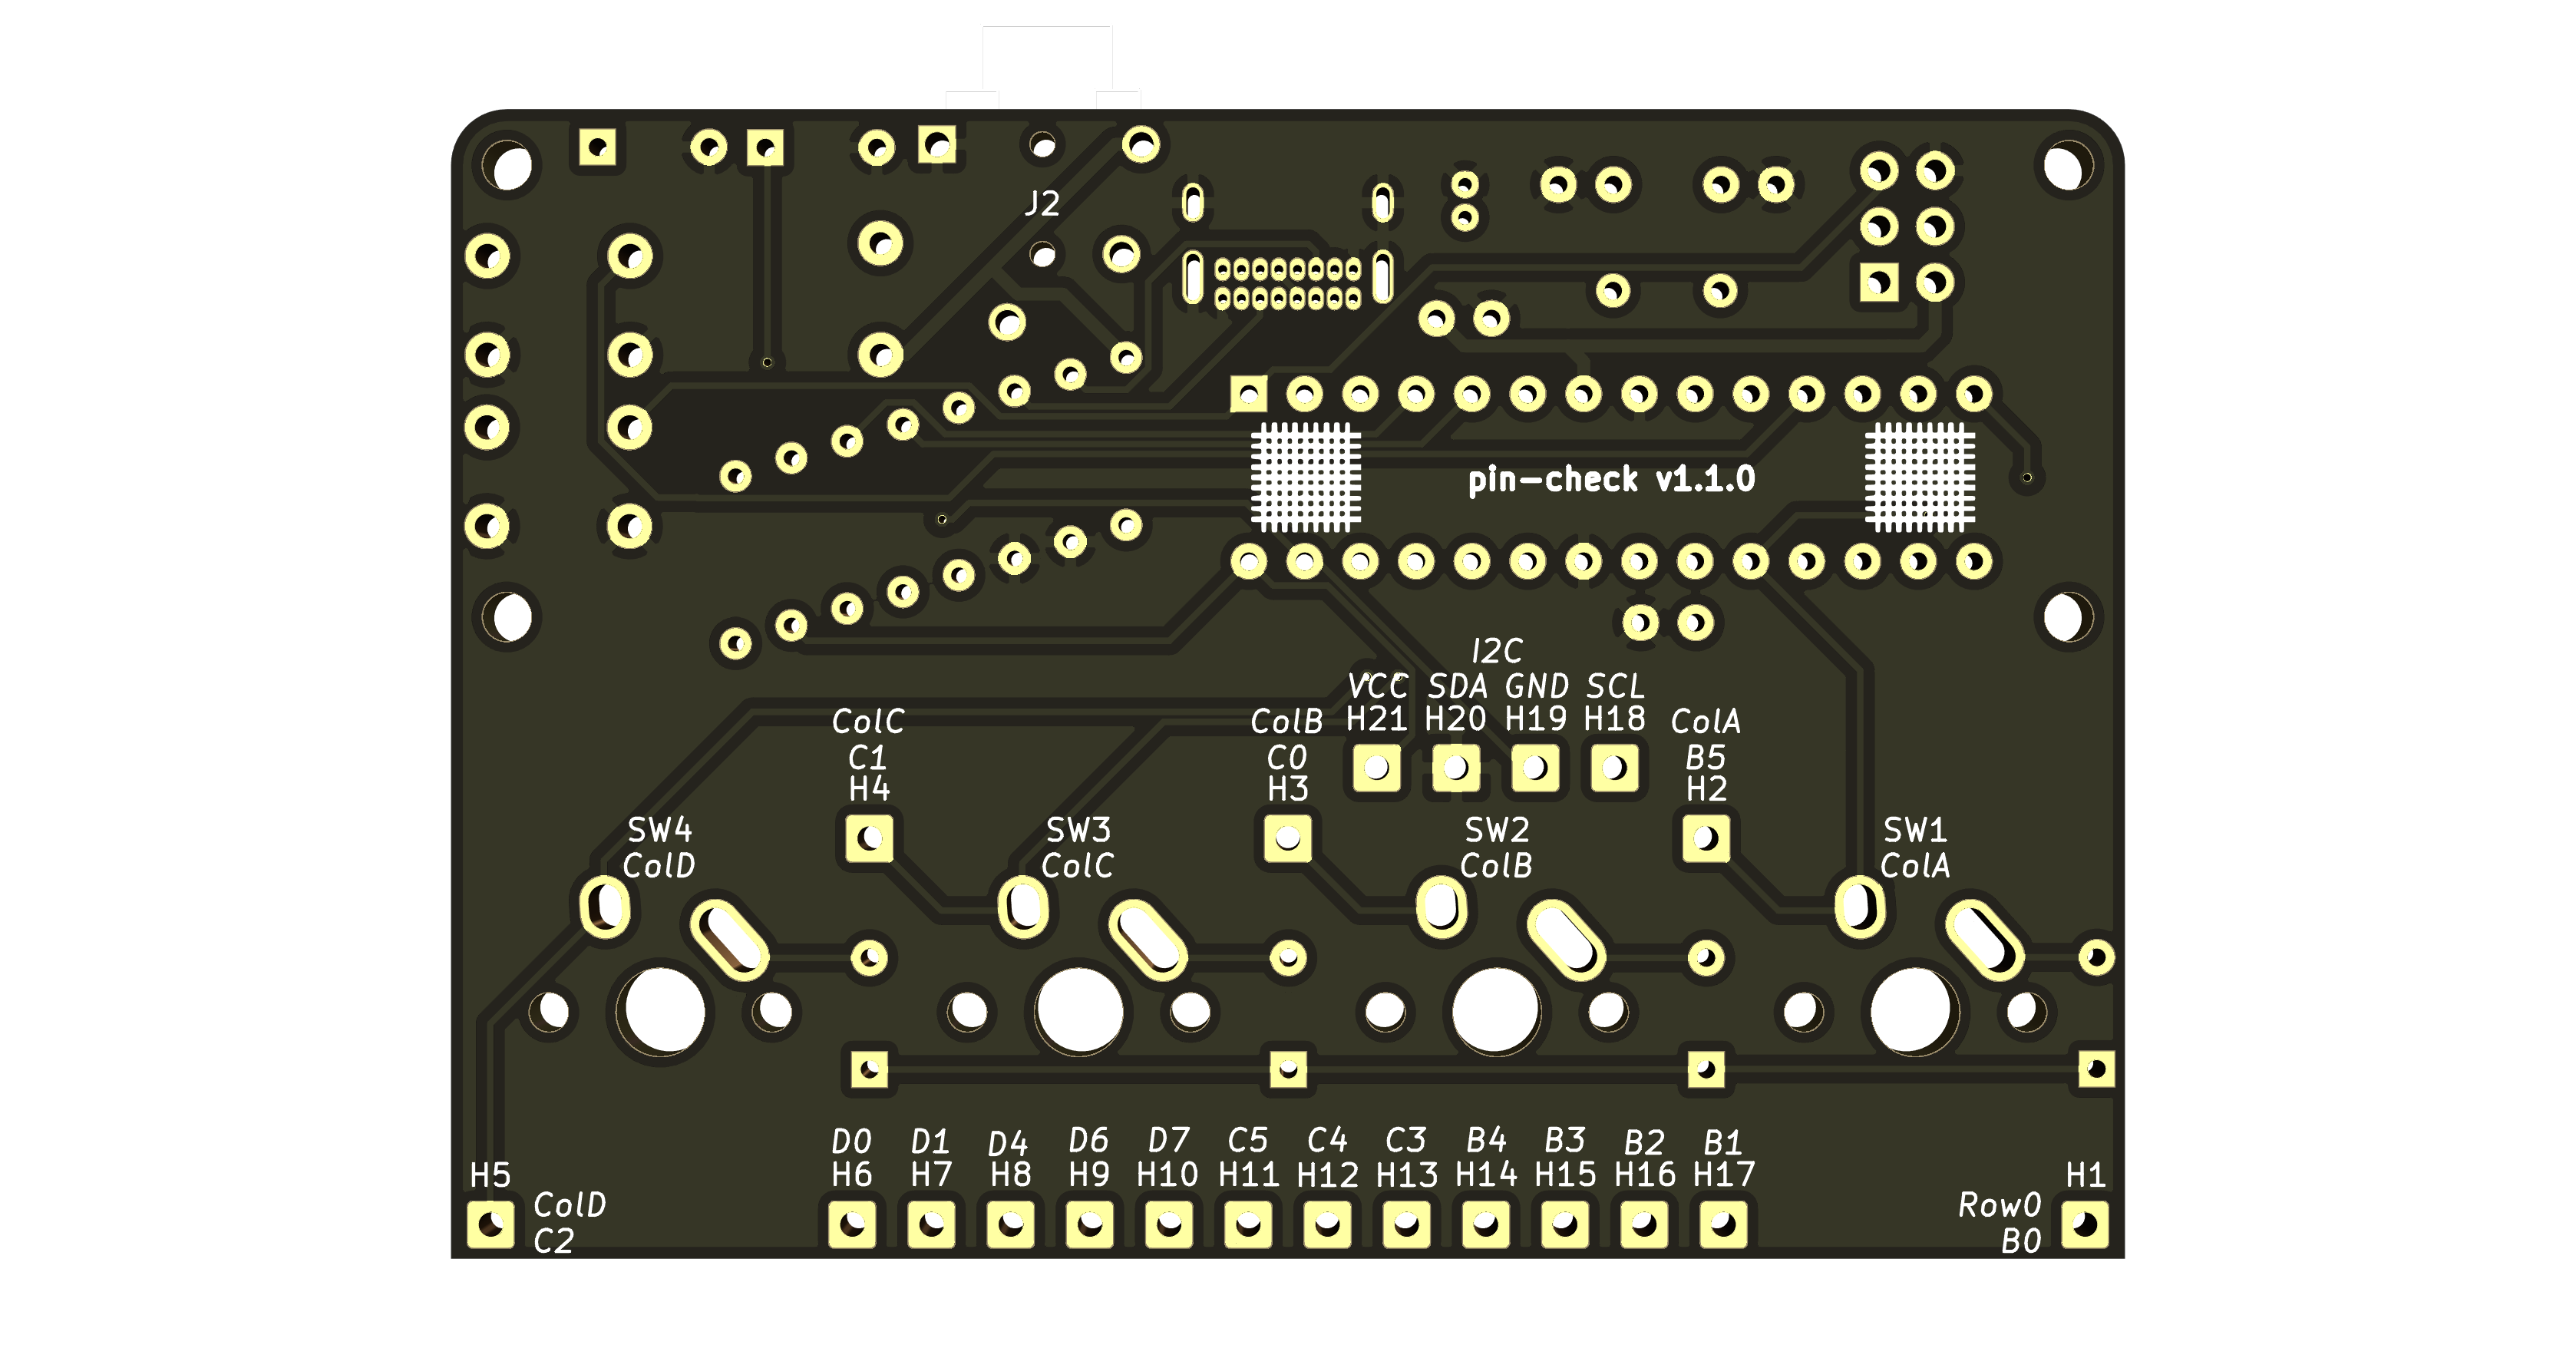 J2
pin-check v1.1.0
I2C
VCC SDA GND SCL
H21 H20 H19 H18
ColC ColB ColA
C1 C0 B5
H4 H3 H2
SW4 SW3 SW2 SW1
ColD ColC ColB ColA
D0 D1 D4 D6 D7 C5 C4 C3 B4 B3 B2 B1
H5 H6 H7 H8 H9 H10 H11 H12 H13 H14 H15 H16 H17 H1
ColD Row0
C2 B0